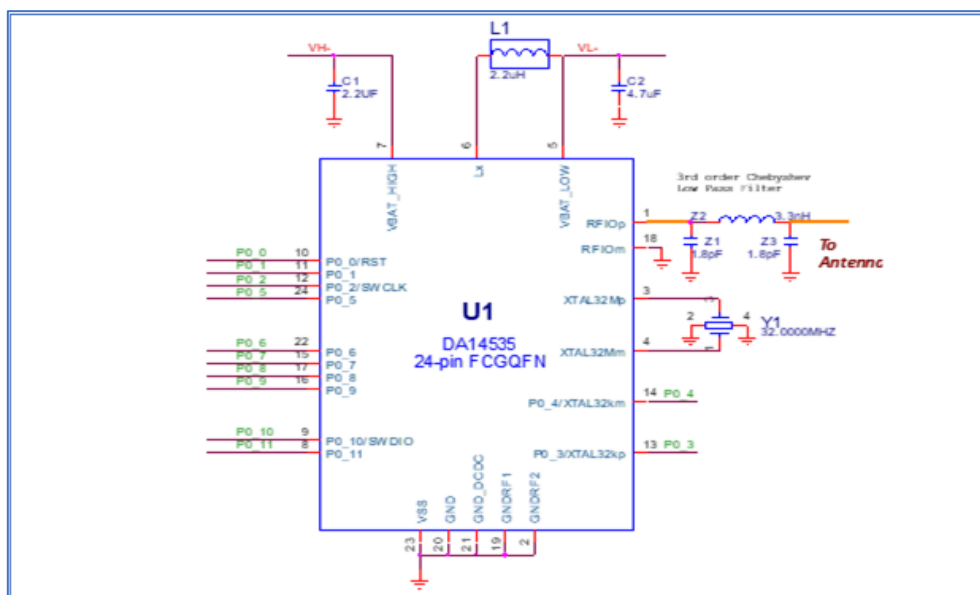 L1
VH-
VL-
2.2uH
C1
2.2UF
C2
4.7uF
7
6
5
VBAT_HIGH
Lx
VBAT_LOW
3rd order Chebyshev
Low Pass Filter
RFIOp
1
Z2
3.3nH
RFIOm
18
Z1
1.8pF
Z3
1.8pF
To
Antenna
P0_0
10
P0_0/RST
P0_1
11
P0_1
P0_2
12
P0_2/SWCLK
P0_5
24
P0_5
XTAL32Mp
3
3
U1
DA14535
24-pin FCGQFN
2
4
Y1
32.0000MHZ
XTAL32Mm
4
1
P0_6
22
P0_6
P0_7
15
P0_7
P0_8
17
P0_8
P0_9
16
P0_9
P0_4/XTAL32km
14
P0_4
P0_10
9
P0_10/SWDIO
P0_11
8
P0_11
P0_3/XTAL32kp
13
P0_3
VSS
GND
GND_DCDC
GNDRF1
GNDRF2
23
20
21
19
2